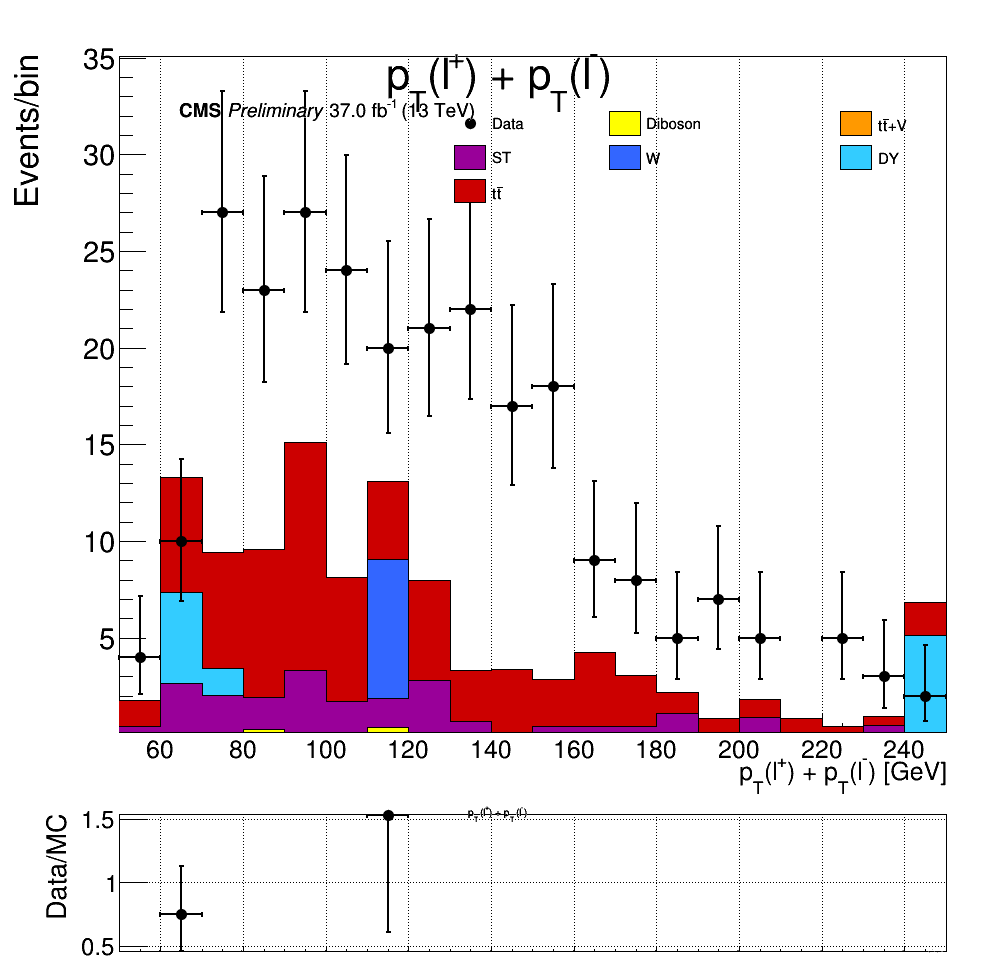 p_T(l⁺) + p_T(l⁻)
CMS Preliminary 37.0 fb⁻¹ (13 TeV)
Data
Diboson
tt̄+V
ST
W
DY
tt̄
Events/bin
35
30
25
20
15
10
5
60 80 100 120 140 160 180 200 220 240
p_T(l⁺) + p_T(l⁻) [GeV]
p_T(l⁺) + p_T(l⁻)
Data/MC
1.5
1
0.5